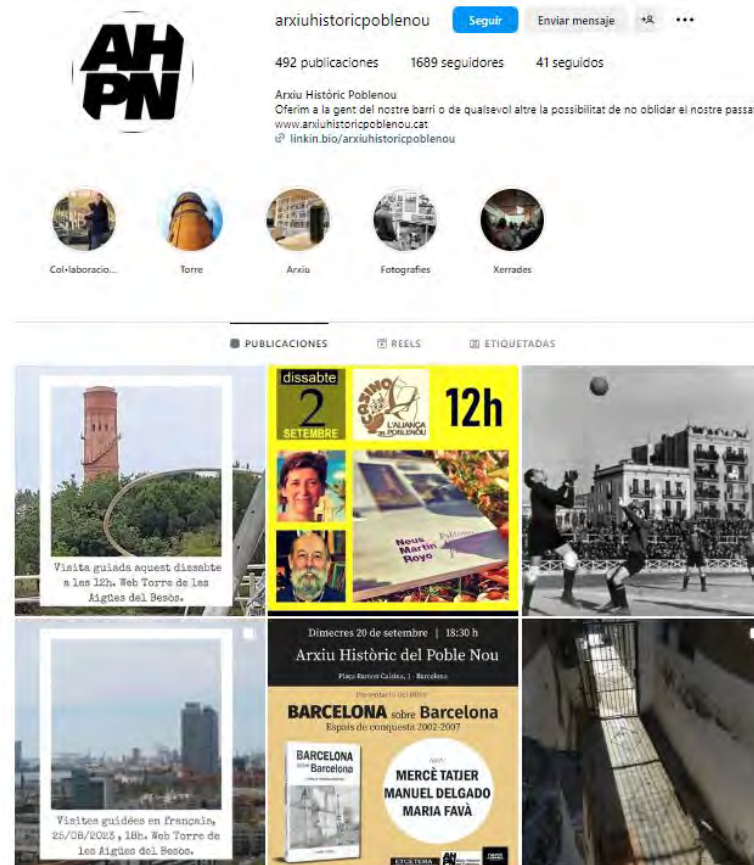 AH
PN
arxiuhistoricpoblenou Seguir Enviar mensaje
492 publicaciones 1689 seguidores 41 seguidos
Arxiu Històric Poblenou
Oferim a la gent del nostre barri o de qualsevol altre la possibilitat de no oblidar el nostre passat
www.arxiuhistoricpoblenou.cat
linkin.bio/arxiuhistoricpoblenou
Col•laboracio... Torre Arxiu Fotografies Xerrades
PUBLICACIONES REELS ETIQUETADAS
Visita guiada aquest dissabte
a les 12h. Web Torre de les
Aigües del Besòs.
dissabte
2
SETEMBRE
CASINO
L'ALIANÇA
DEL POBLENOU
12h
Neus
Martín
Royo
Visites guidées en français,
25/08/2023, 18h. Web Torre de
les Aigües del Besòs.
Dimecres 20 de setembre | 18:30 h
Arxiu Històric del Poble Nou
Plaça Ramon Calsina, 1 - Barcelona
Presentació del llibre
BARCELONA sobre Barcelona
Espais de conquesta 2002-2007
BARCELONA
sobre Barcelona
MERCÈ TATJER
MANUEL DELGADO
MARIA FAVÀ
ETCETERA